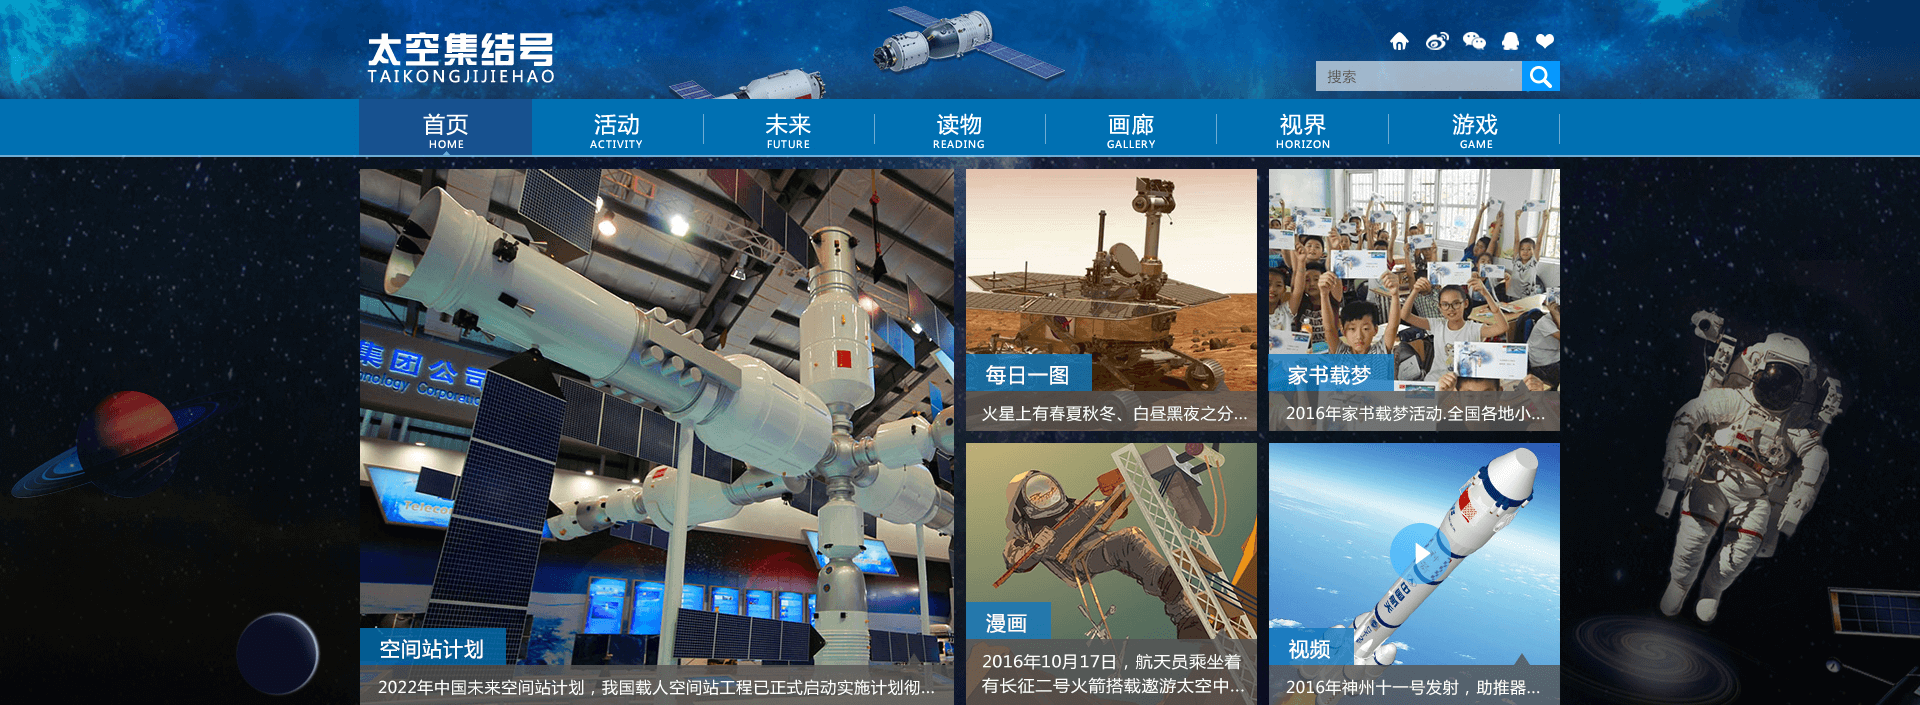 太空集结号
TAIKONGJIJIEHAO
搜索
首页
HOME
活动
ACTIVITY
未来
FUTURE
读物
READING
画廊
GALLERY
视界
HORIZON
游戏
GAME
集团公司
nology Corporatio
Teleco
空间站计划
2022年中国未来空间站计划，我国载人空间站工程已正式启动实施计划彻...
每日一图
火星上有春夏秋冬、白昼黑夜之分...
家书载梦
2016年家书载梦活动.全国各地小...
漫画
2016年10月17日，航天员乘坐着
有长征二号火箭搭载遨游太空中...
中国航天
视频
2016年神州十一号发射，助推器...